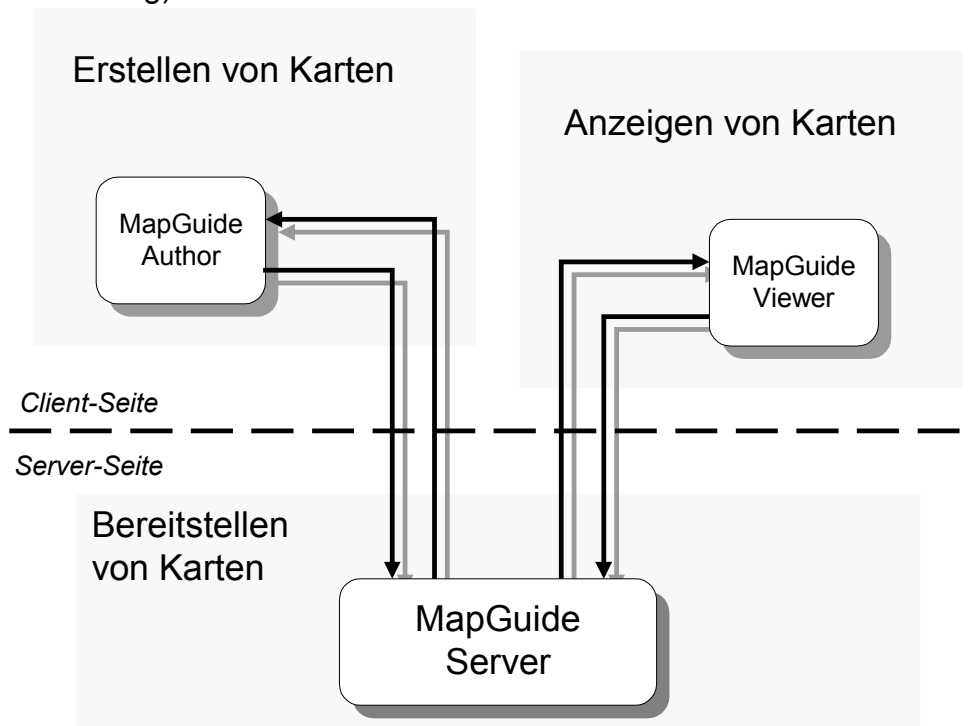 Erstellen von Karten
Anzeigen von Karten
MapGuide
Author
MapGuide
Viewer
Client-Seite
Server-Seite
Bereitstellen
von Karten
MapGuide
Server